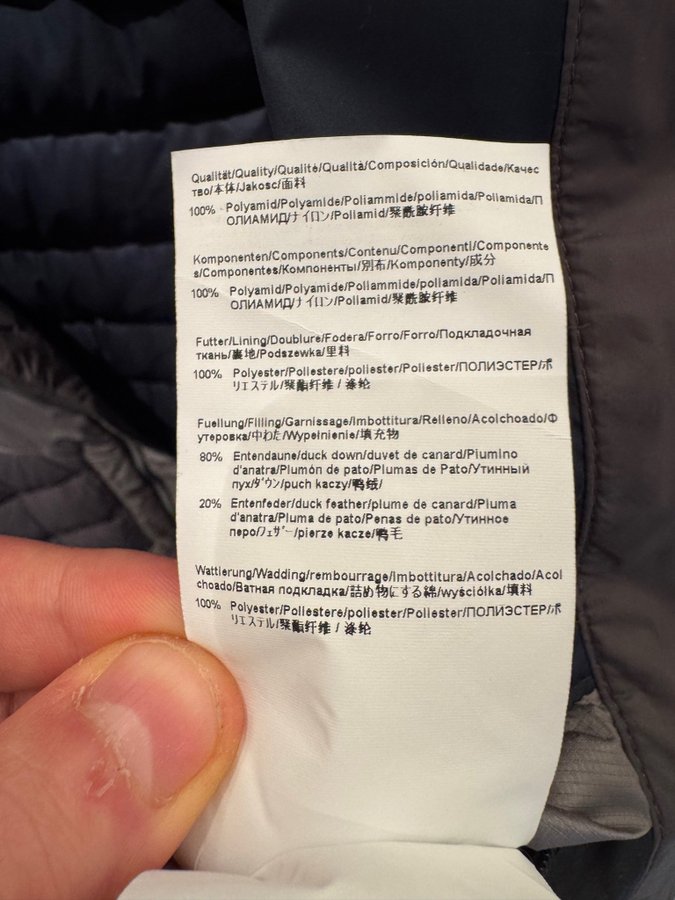 Qualität/Quality/Qualité/Qualità/Composición/Qualidade/Качес
тво/本体/Jakosc/面料
100% Polyamid/Polyamide/Poliammide/poliamida/Poliamida/П
ОЛИАМИД/ナイロン/Poliamid/聚酰胺纤维
Komponenten/Components/Contenu/Componenti/Componente
s/Componentes/Компоненты/別布/Komponenty/成分
100% Polyamid/Polyamide/Poliammide/poliamida/Poliamida/П
ОЛИАМИД/ナイロン/Poliamid/聚酰胺纤维
Futter/Lining/Doublure/Fodera/Forro/Forro/Подкладочная
ткань/裏地/Podszewka/里料
100% Polyester/Poliestere/poliester/Poliester/ПОЛИЭСТЕР/ポ
リエステル/聚酯纤维 / 涤纶
Fuellung/Filling/Garnissage/Imbottitura/Relleno/Acolchoado/Ф
утеровка/中わた/Wypełnienie/填充物
80% Entendaune/duck down/duvet de canard/Piumino
d'anatra/Plumón de pato/Plumas de Pato/Утинный
пух/ダウン/puch kaczy/鸭绒/
20% Entenfeder/duck feather/plume de canard/Piuma
d'anatra/Pluma de pato/Penas de pato/Утиное
перо/フェザー/pierze kacze/鸭毛
Wattierung/Wadding/rembourrage/Imbottitura/Acolchado/Acol
choado/Ватная подкладка/詰め物にする綿/wyściółka/填料
100% Polyester/Poliestere/poliester/Poliester/ПОЛИЭСТЕР/ポ
リエステル/聚酯纤维 / 涤纶